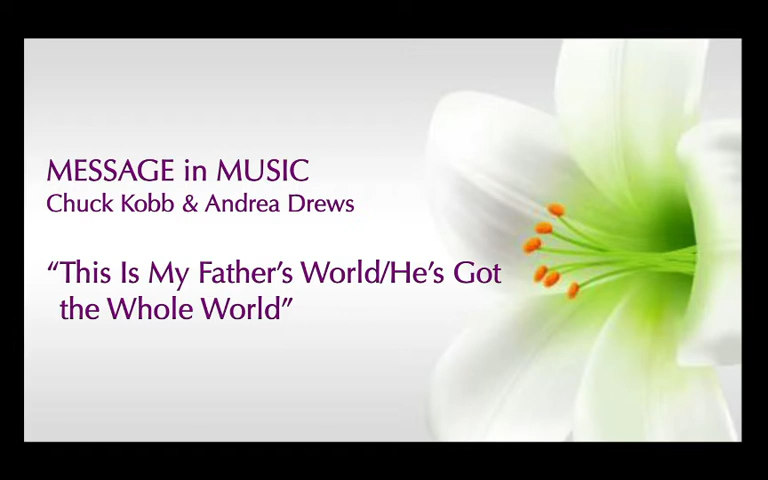 MESSAGE in MUSIC
Chuck Kobb & Andrea Drews
“This Is My Father’s World/He’s Got
the Whole World”